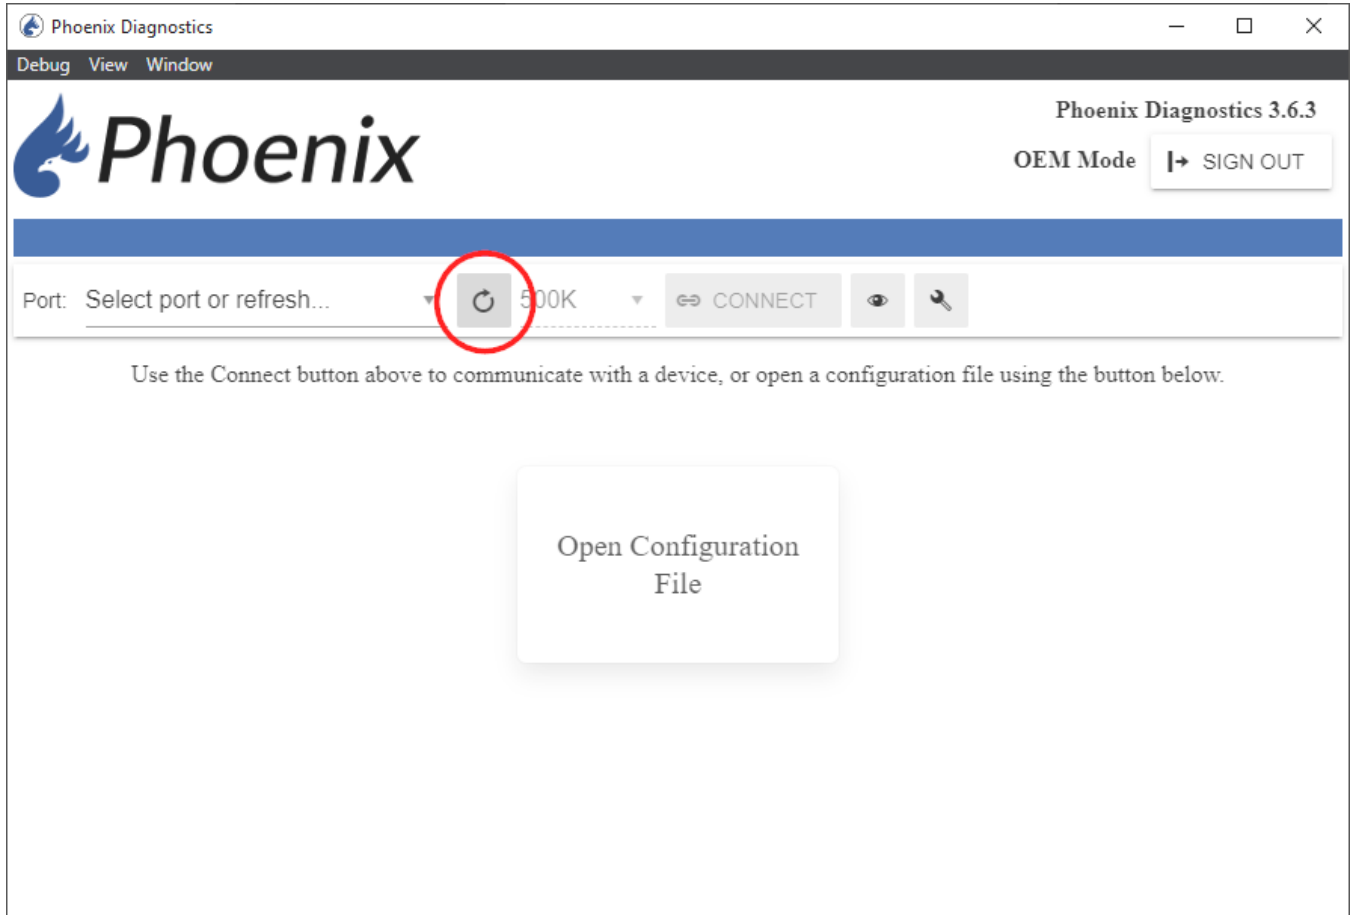 Phoenix Diagnostics
Debug View Window
Phoenix
Phoenix Diagnostics 3.6.3
OEM Mode SIGN OUT
Port: Select port or refresh... 500K CONNECT
Use the Connect button above to communicate with a device, or open a configuration file using the button below.
Open Configuration
File